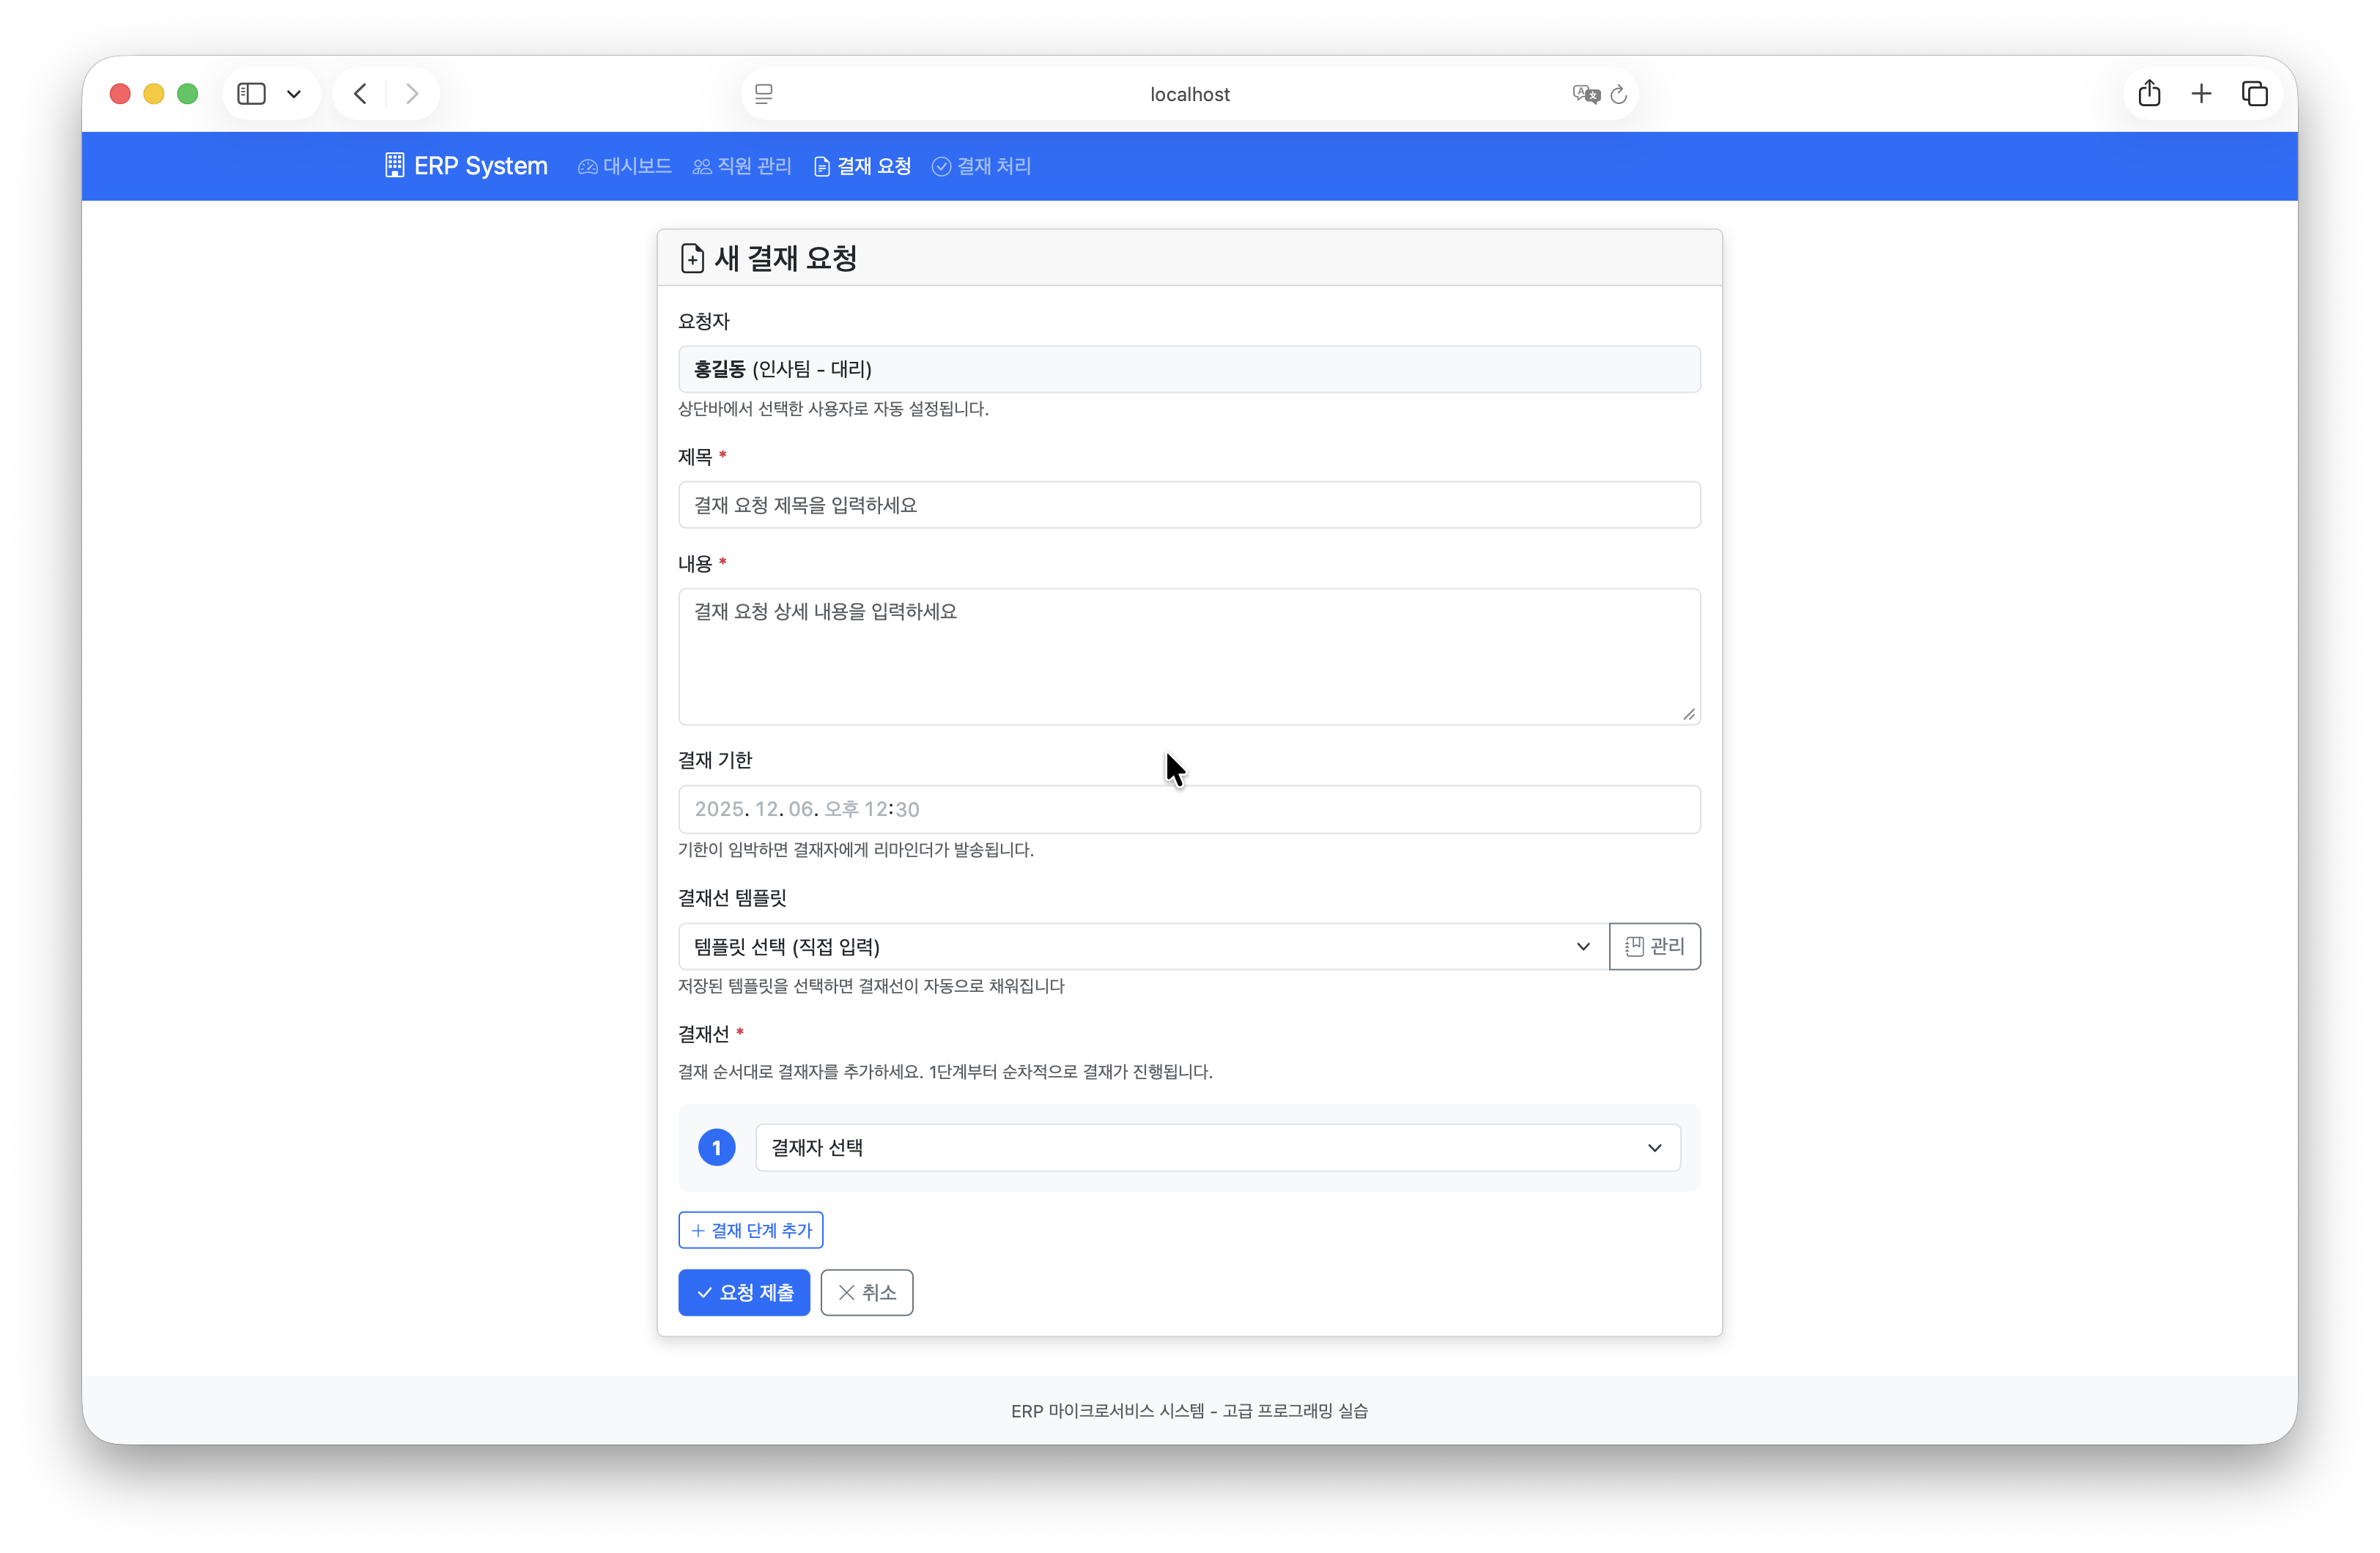 localhost
ERP System 대시보드 직원 관리 결재 요청 결재 처리
새 결재 요청
요청자
홍길동 (인사팀 - 대리)
상단바에서 선택한 사용자로 자동 설정됩니다.
제목 *
결재 요청 제목을 입력하세요
내용 *
결재 요청 상세 내용을 입력하세요
결재 기한
2025. 12. 06. 오후 12:30
기한이 임박하면 결재자에게 리마인더가 발송됩니다.
결재선 템플릿
템플릿 선택 (직접 입력) 관리
저장된 템플릿을 선택하면 결재선이 자동으로 채워집니다
결재선 *
결재 순서대로 결재자를 추가하세요. 1단계부터 순차적으로 결재가 진행됩니다.
1 결재자 선택
+ 결재 단계 추가
요청 제출 취소
ERP 마이크로서비스 시스템 - 고급 프로그래밍 실습